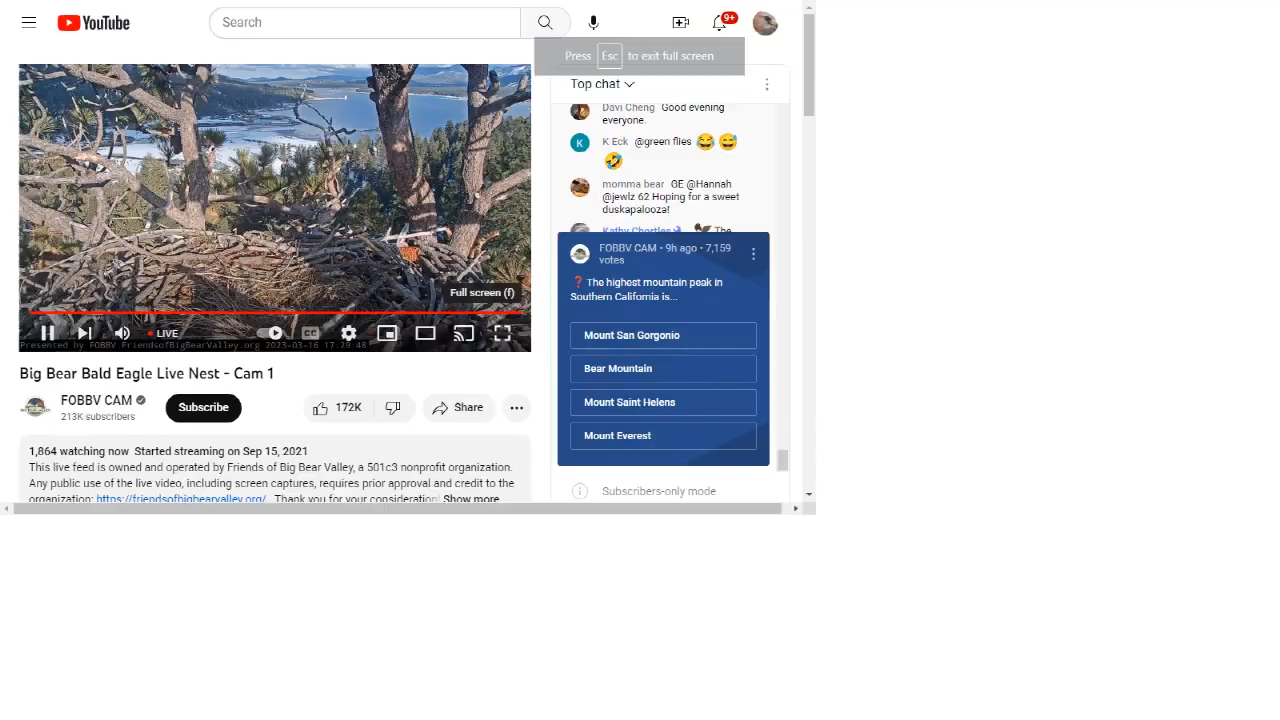 YouTube
Search
9+
Press Esc to exit full screen
Top chat
Davi Cheng Good evening
everyone.
K Eck @green flies
momma bear GE @Hannah
@jewlz 62 Hoping for a sweet
duskapalooza!
Kathy Chortles The
FOBBV CAM • 9h ago • 7,159
votes
❓The highest mountain peak in
Southern California is...
Mount San Gorgonio
Bear Mountain
Mount Saint Helens
Mount Everest
Subscribers-only mode
Full screen (f)
LIVE
CC
Presented by FOBBV FriendsofBigBearValley.org 2023-03-16 17:29:48
Big Bear Bald Eagle Live Nest - Cam 1
FOBBV CAM
213K subscribers
Subscribe
172K
Share
1,864 watching now Started streaming on Sep 15, 2021
This live feed is owned and operated by Friends of Big Bear Valley, a 501c3 nonprofit organization.
Any public use of the live video, including screen captures, requires prior approval and credit to the
organization: https://friendsofbigbearvalley.org/ . Thank you for your consideration! Show more